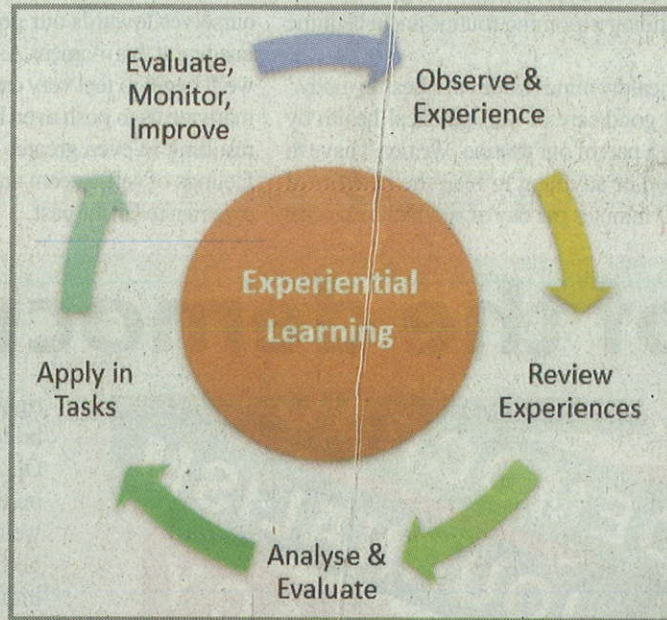 Evaluate,
Monitor,
Improve
Observe &
Experience
Experiential
Learning
Apply in
Tasks
Review
Experiences
Analyse &
Evaluate